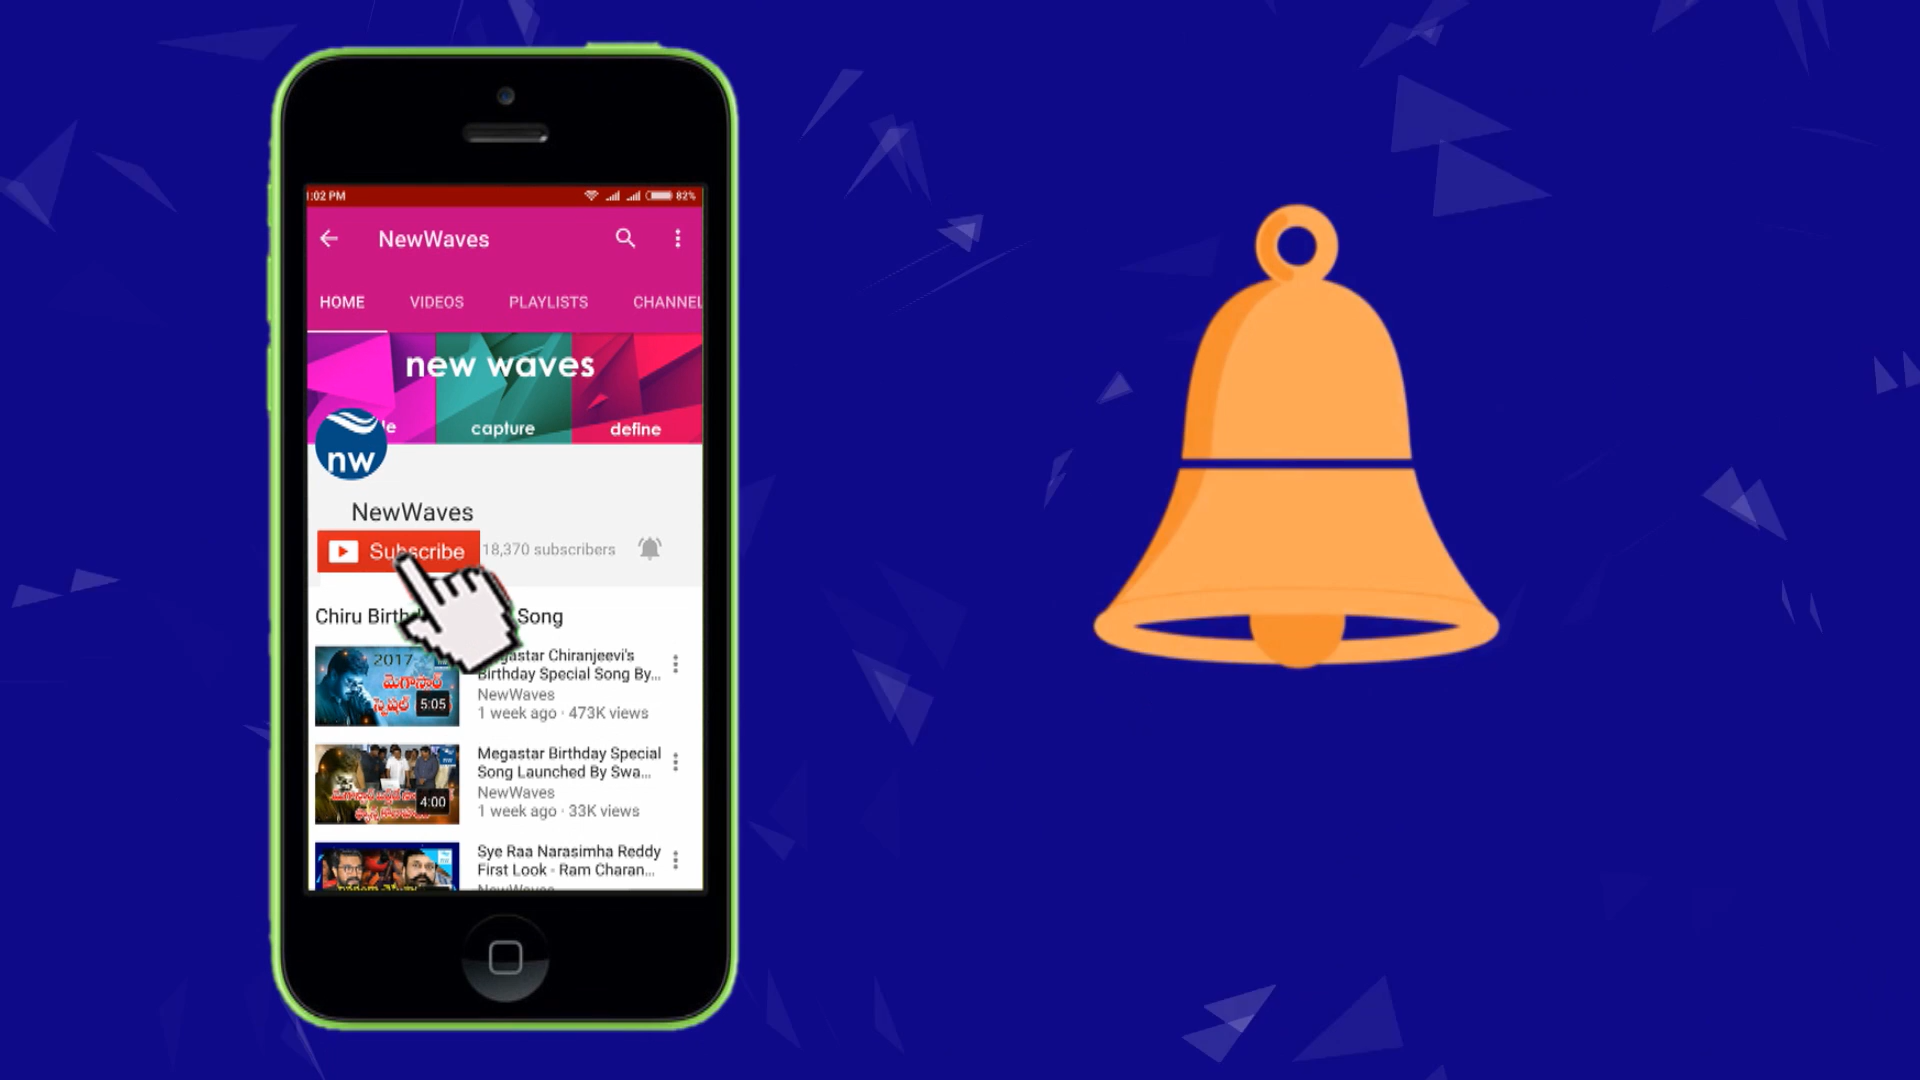 1:02 PM
82%
NewWaves
HOME VIDEOS PLAYLISTS CHANNEL
new waves
capture
define
nw
NewWaves
Subscribe 18,370 subscribers
Chiru Song
2017
మెగాస్టార్
స్పెషల్
5:05
Chiranjeevi's
Birthday Special Song By...
NewWaves
1 week ago · 473K views
4:00
Megastar Birthday Special
Song Launched By Swa...
NewWaves
1 week ago · 33K views
Sye Raa Narasimha Reddy
First Look - Ram Charan...
NewWaves